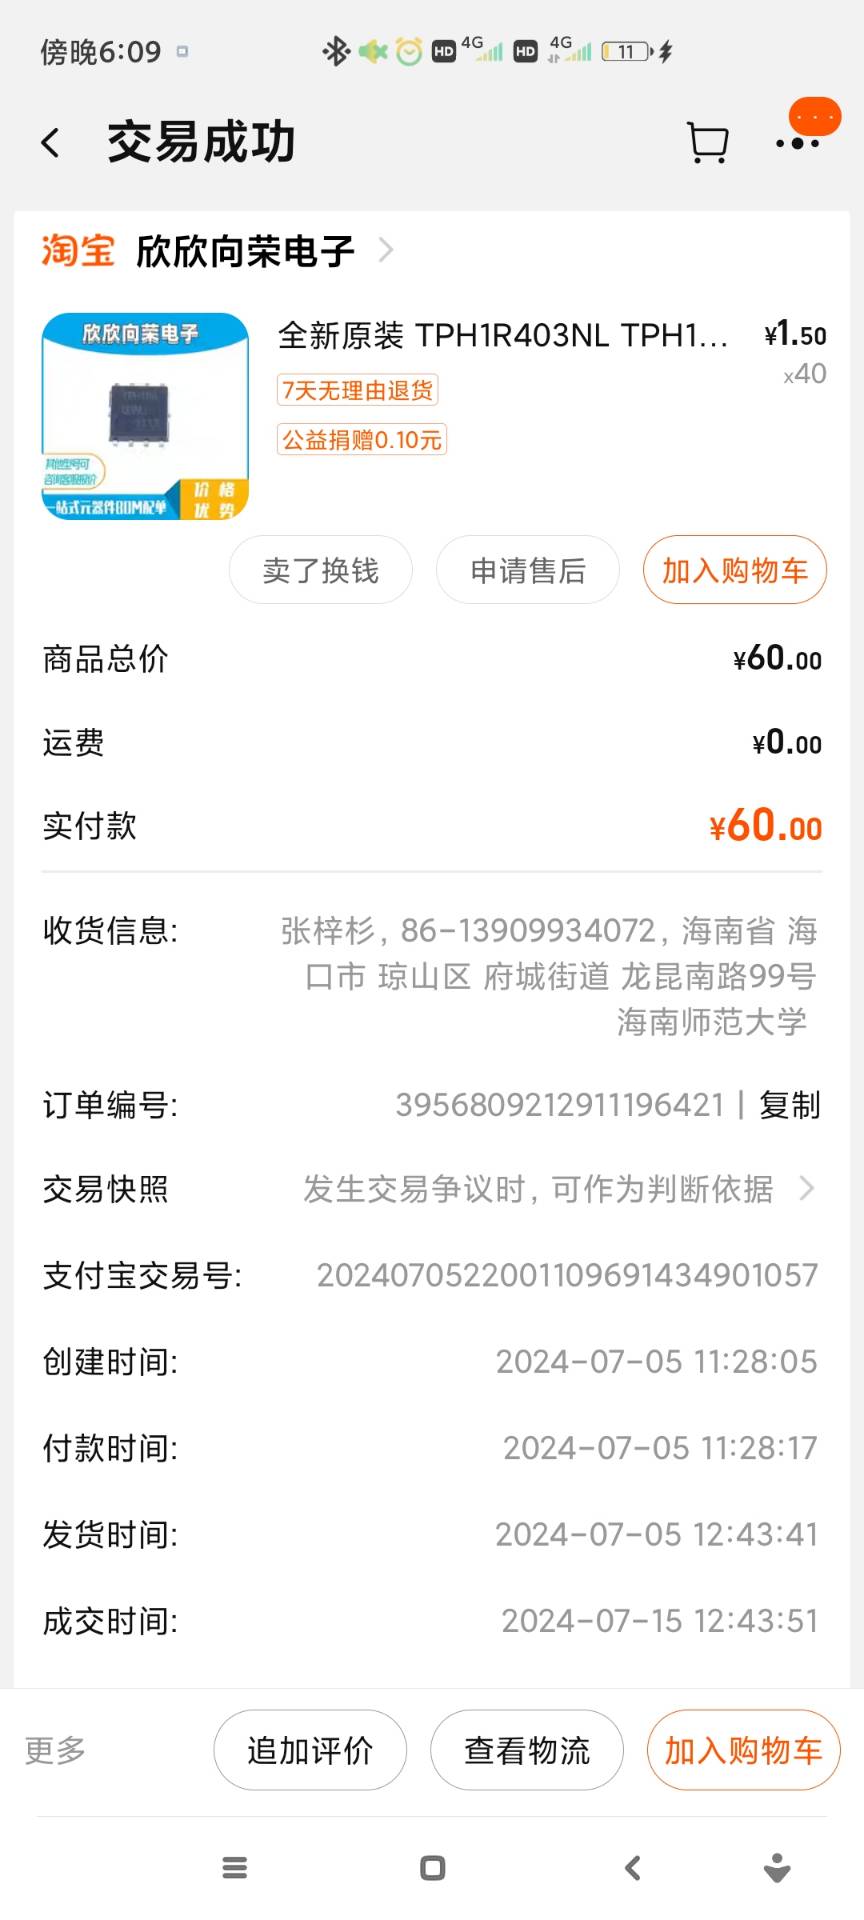 傍晚6:09
HD 4G HD 4G 11
交易成功
淘宝 欣欣向荣电子
欣欣向荣电子
其他型号可
咨询客服报价
一站式元器件BOM配单
价格
优势
全新原装 TPH1R403NL TPH1... ¥1.50
x40
7天无理由退货
公益捐赠0.10元
卖了换钱 申请售后 加入购物车
商品总价 ¥60.00
运费 ¥0.00
实付款 ¥60.00
收货信息: 张梓杉, 86-13909934072, 海南省 海
口市 琼山区 府城街道 龙昆南路99号
海南师范大学
订单编号: 3956809212911196421 | 复制
交易快照 发生交易争议时, 可作为判断依据
支付宝交易号: 2024070522001109691434901057
创建时间: 2024-07-05 11:28:05
付款时间: 2024-07-05 11:28:17
发货时间: 2024-07-05 12:43:41
成交时间: 2024-07-15 12:43:51
更多 追加评价 查看物流 加入购物车